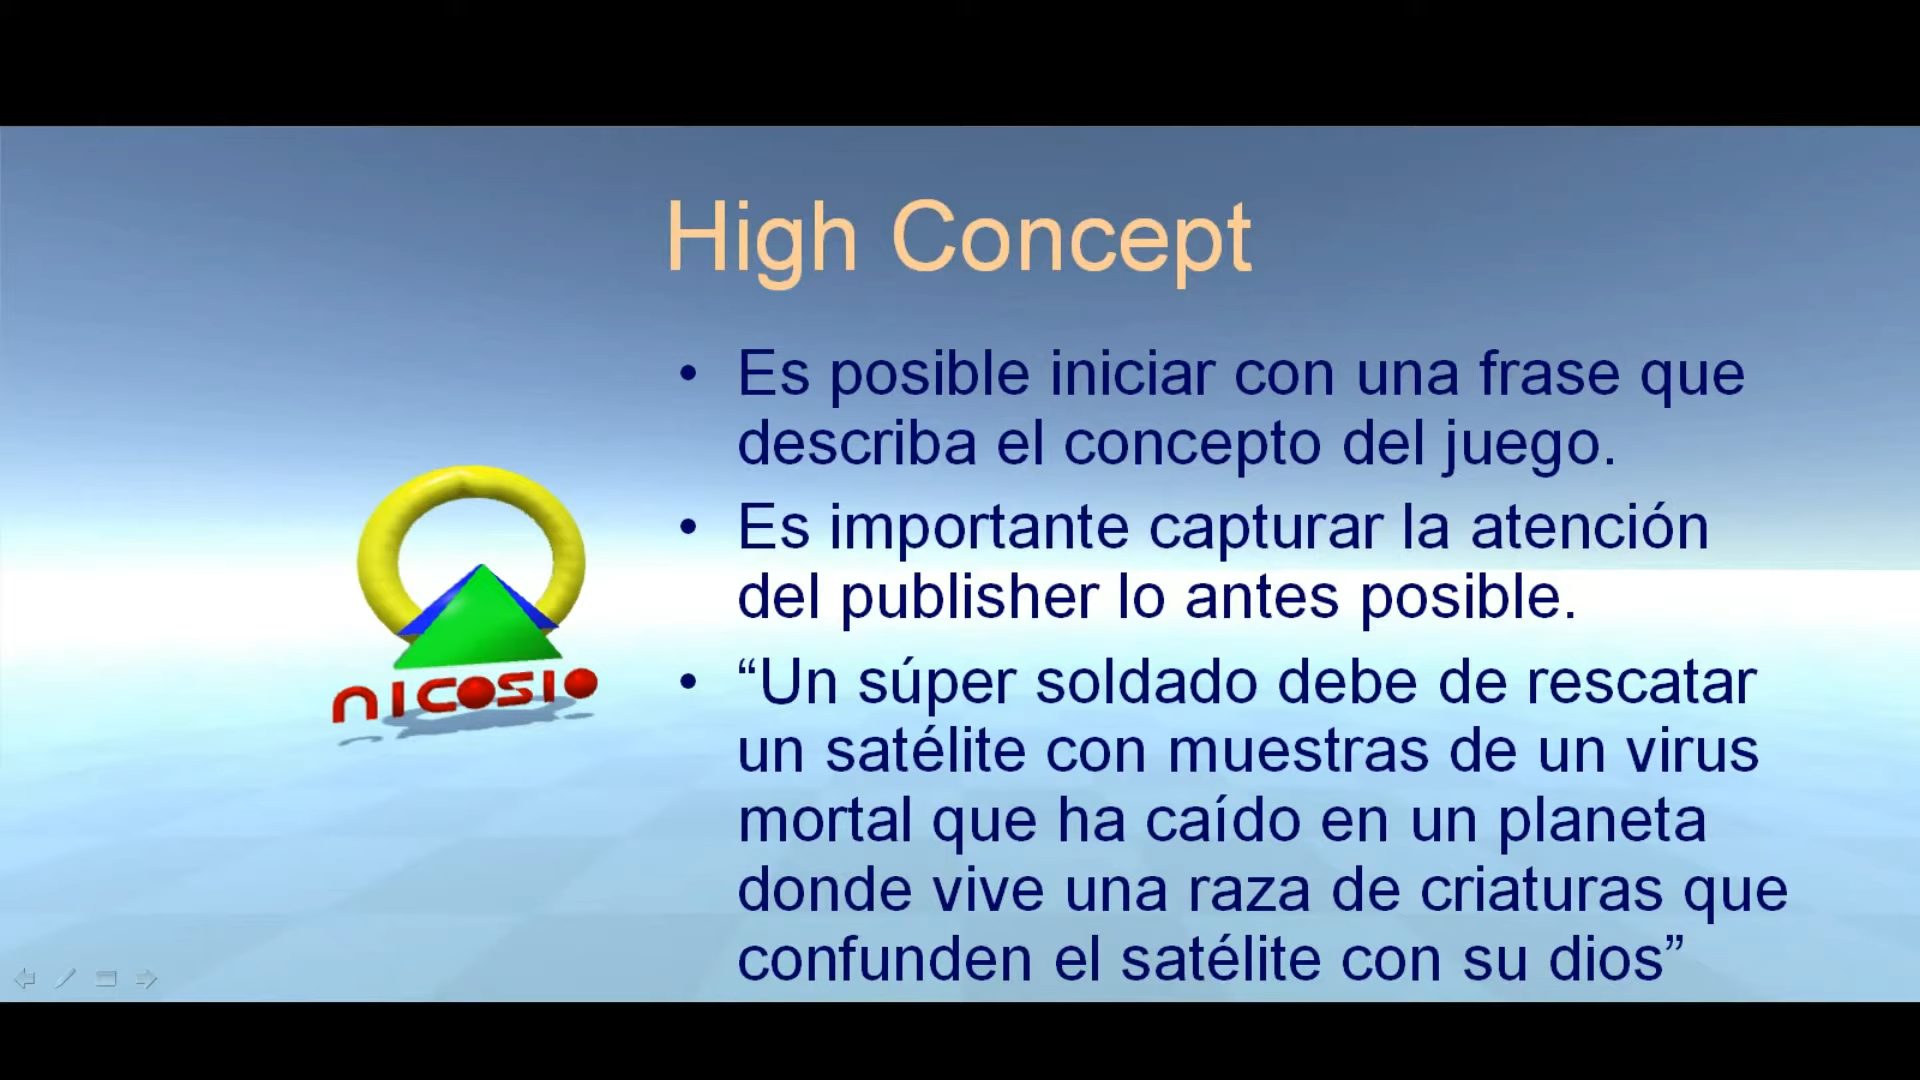 High Concept
• Es posible iniciar con una frase que
describa el concepto del juego.
• Es importante capturar la atención
del publisher lo antes posible.
• “Un súper soldado debe de rescatar
un satélite con muestras de un virus
mortal que ha caído en un planeta
donde vive una raza de criaturas que
confunden el satélite con su dios”
nicosio